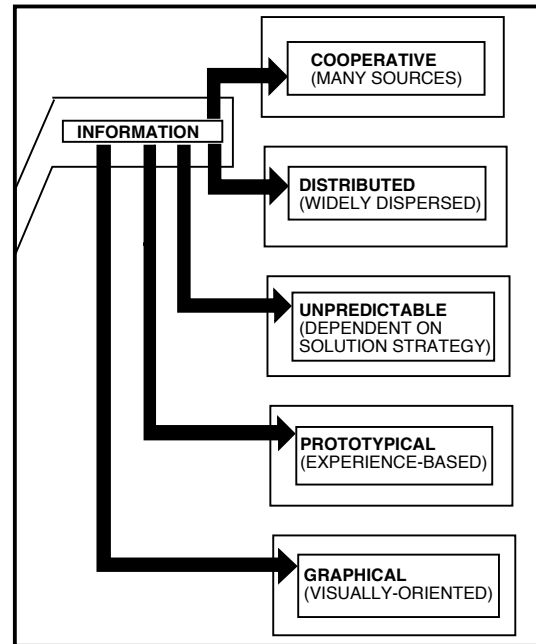 COOPERATIVE
(MANY SOURCES)
INFORMATION
DISTRIBUTED
(WIDELY DISPERSED)
UNPREDICTABLE
(DEPENDENT ON
SOLUTION STRATEGY)
PROTOTYPICAL
(EXPERIENCE-BASED)
GRAPHICAL
(VISUALLY-ORIENTED)